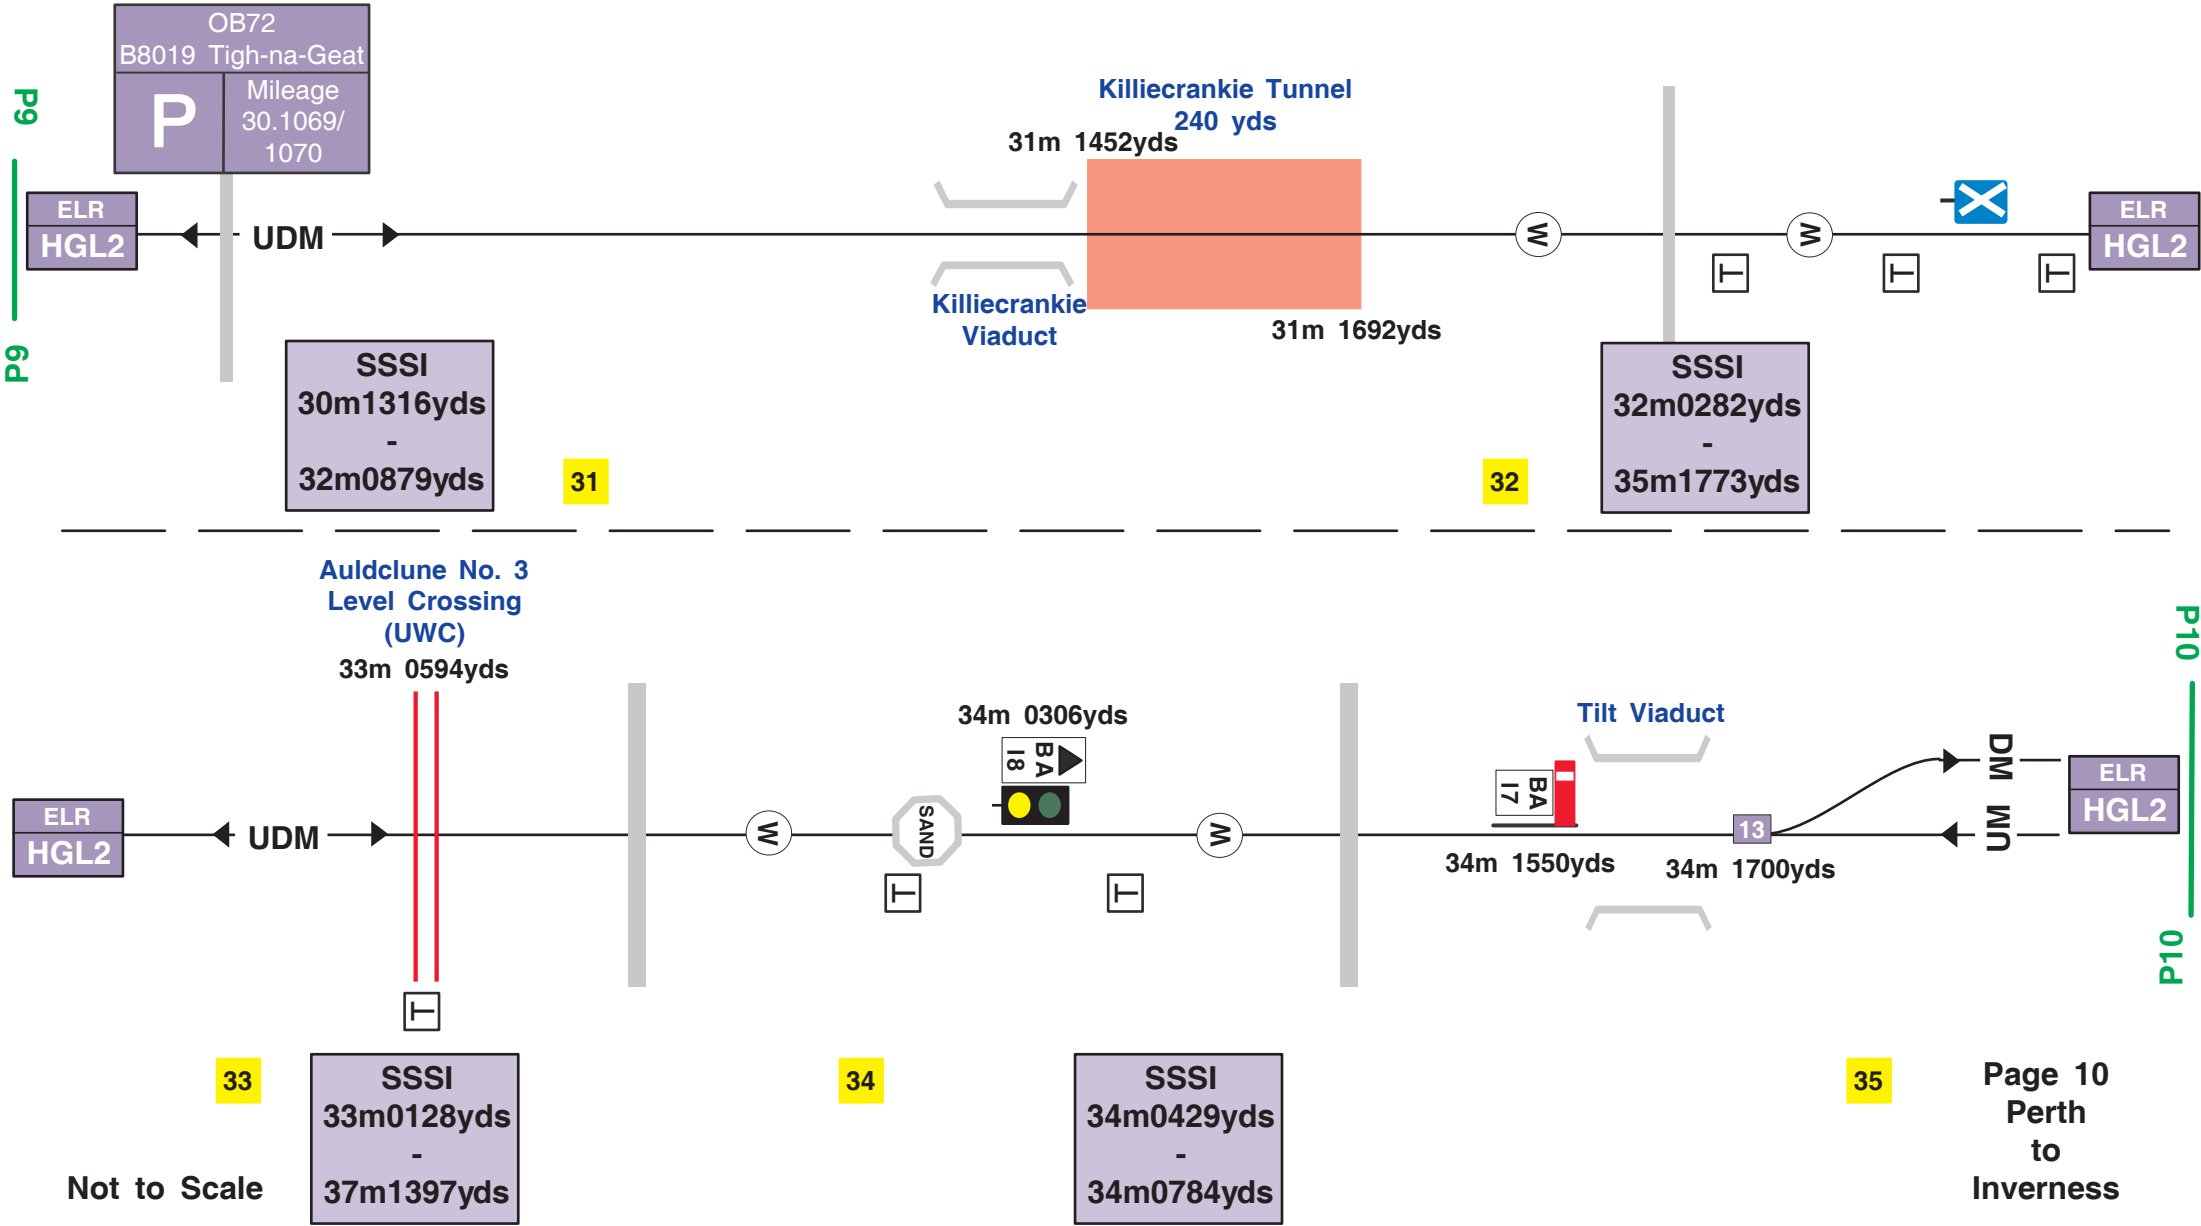 OB72
B8019 Tigh-na-Geat
P
Mileage
30.1069/
1070
P9
P9
ELR
HGL2
UDM
Killiecrankie Tunnel
240 yds
31m 1452yds
Killiecrankie
Viaduct
31m 1692yds
W
W
T
T
T
ELR
HGL2
SSSI
30m1316yds
-
32m0879yds
31
32
SSSI
32m0282yds
-
35m1773yds
Auldclune No. 3
Level Crossing
(UWC)
33m 0594yds
ELR
HGL2
UDM
T
W
SAND
T
34m 0306yds
BA
I8
T
W
BA
I7
34m 1550yds
Tilt Viaduct
13
34m 1700yds
DM
UM
ELR
HGL2
P10
P10
33
SSSI
33m0128yds
-
37m1397yds
34
SSSI
34m0429yds
-
34m0784yds
35
Page 10
Perth
to
Inverness
Not to Scale